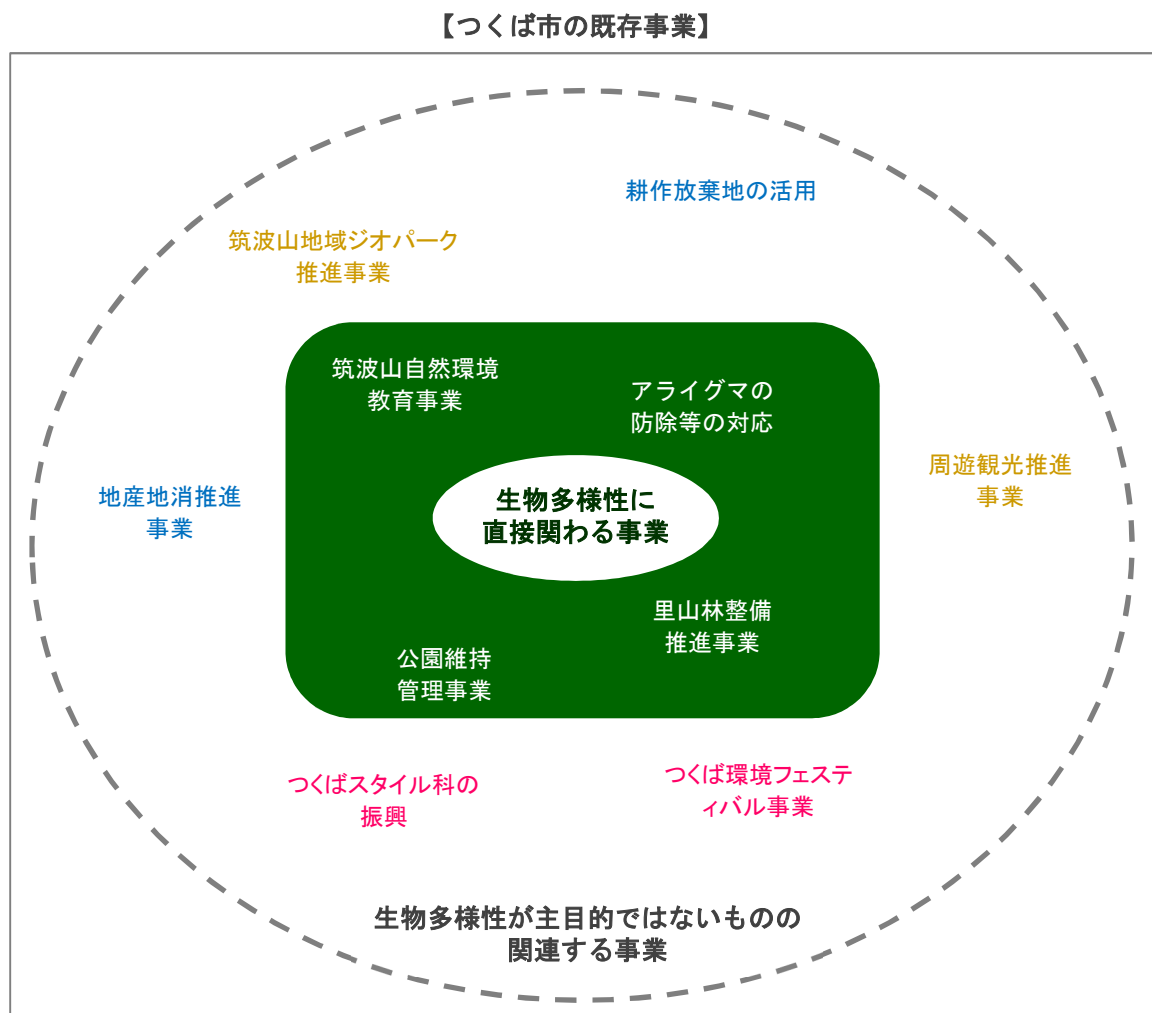 【つくば市の既存事業】
耕作放棄地の活用
筑波山地域ジオパーク
推進事業
筑波山自然環境
教育事業
アライグマの
防除等の対応
周遊観光推進
事業
地産地消推進
事業
生物多様性に
直接関わる事業
里山林整備
推進事業
公園維持
管理事業
つくばスタイル科の
振興
つくば環境フェステ
ィバル事業
生物多様性が主目的ではないものの
関連する事業